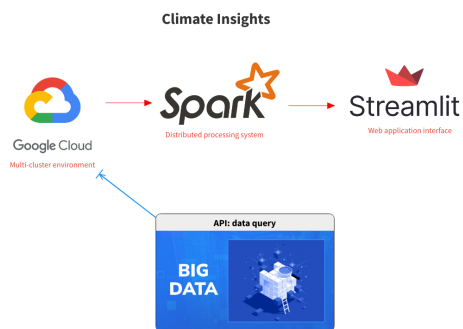 Climate Insights
Google Cloud
Multi-cluster environment
Spark
Distributed processing system
Streamlit
Web application interface
API: data query
BIG
DATA